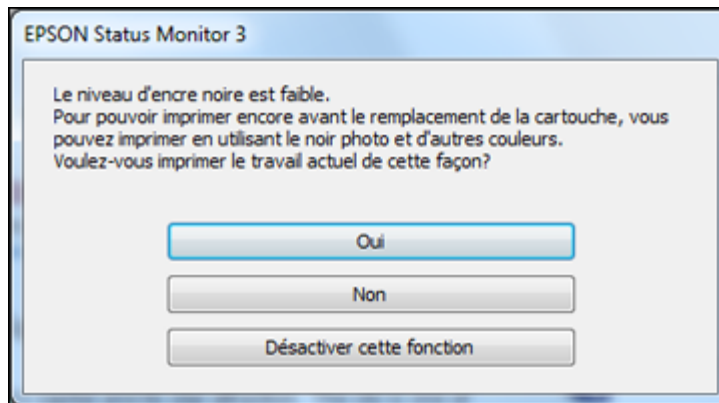 EPSON Status Monitor 3
Le niveau d'encre noire est faible.
Pour pouvoir imprimer encore avant le remplacement de la cartouche, vous
pouvez imprimer en utilisant le noir photo et d'autres couleurs.
Voulez-vous imprimer le travail actuel de cette façon?
Oui
Non
Désactiver cette fonction